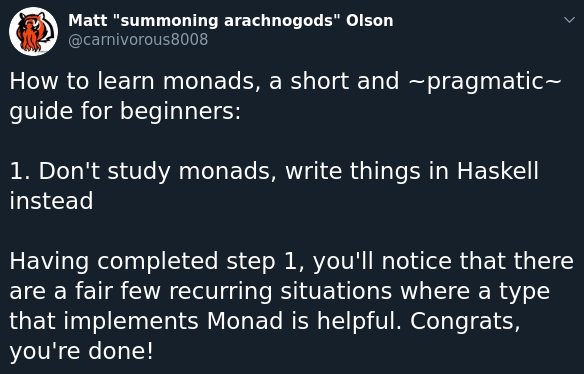 Matt "summoning arachnogods" Olson
@carnivorous8008
How to learn monads, a short and ~pragmatic~
guide for beginners:
1. Don't study monads, write things in Haskell
instead
Having completed step 1, you'll notice that there
are a fair few recurring situations where a type
that implements Monad is helpful. Congrats,
you're done!